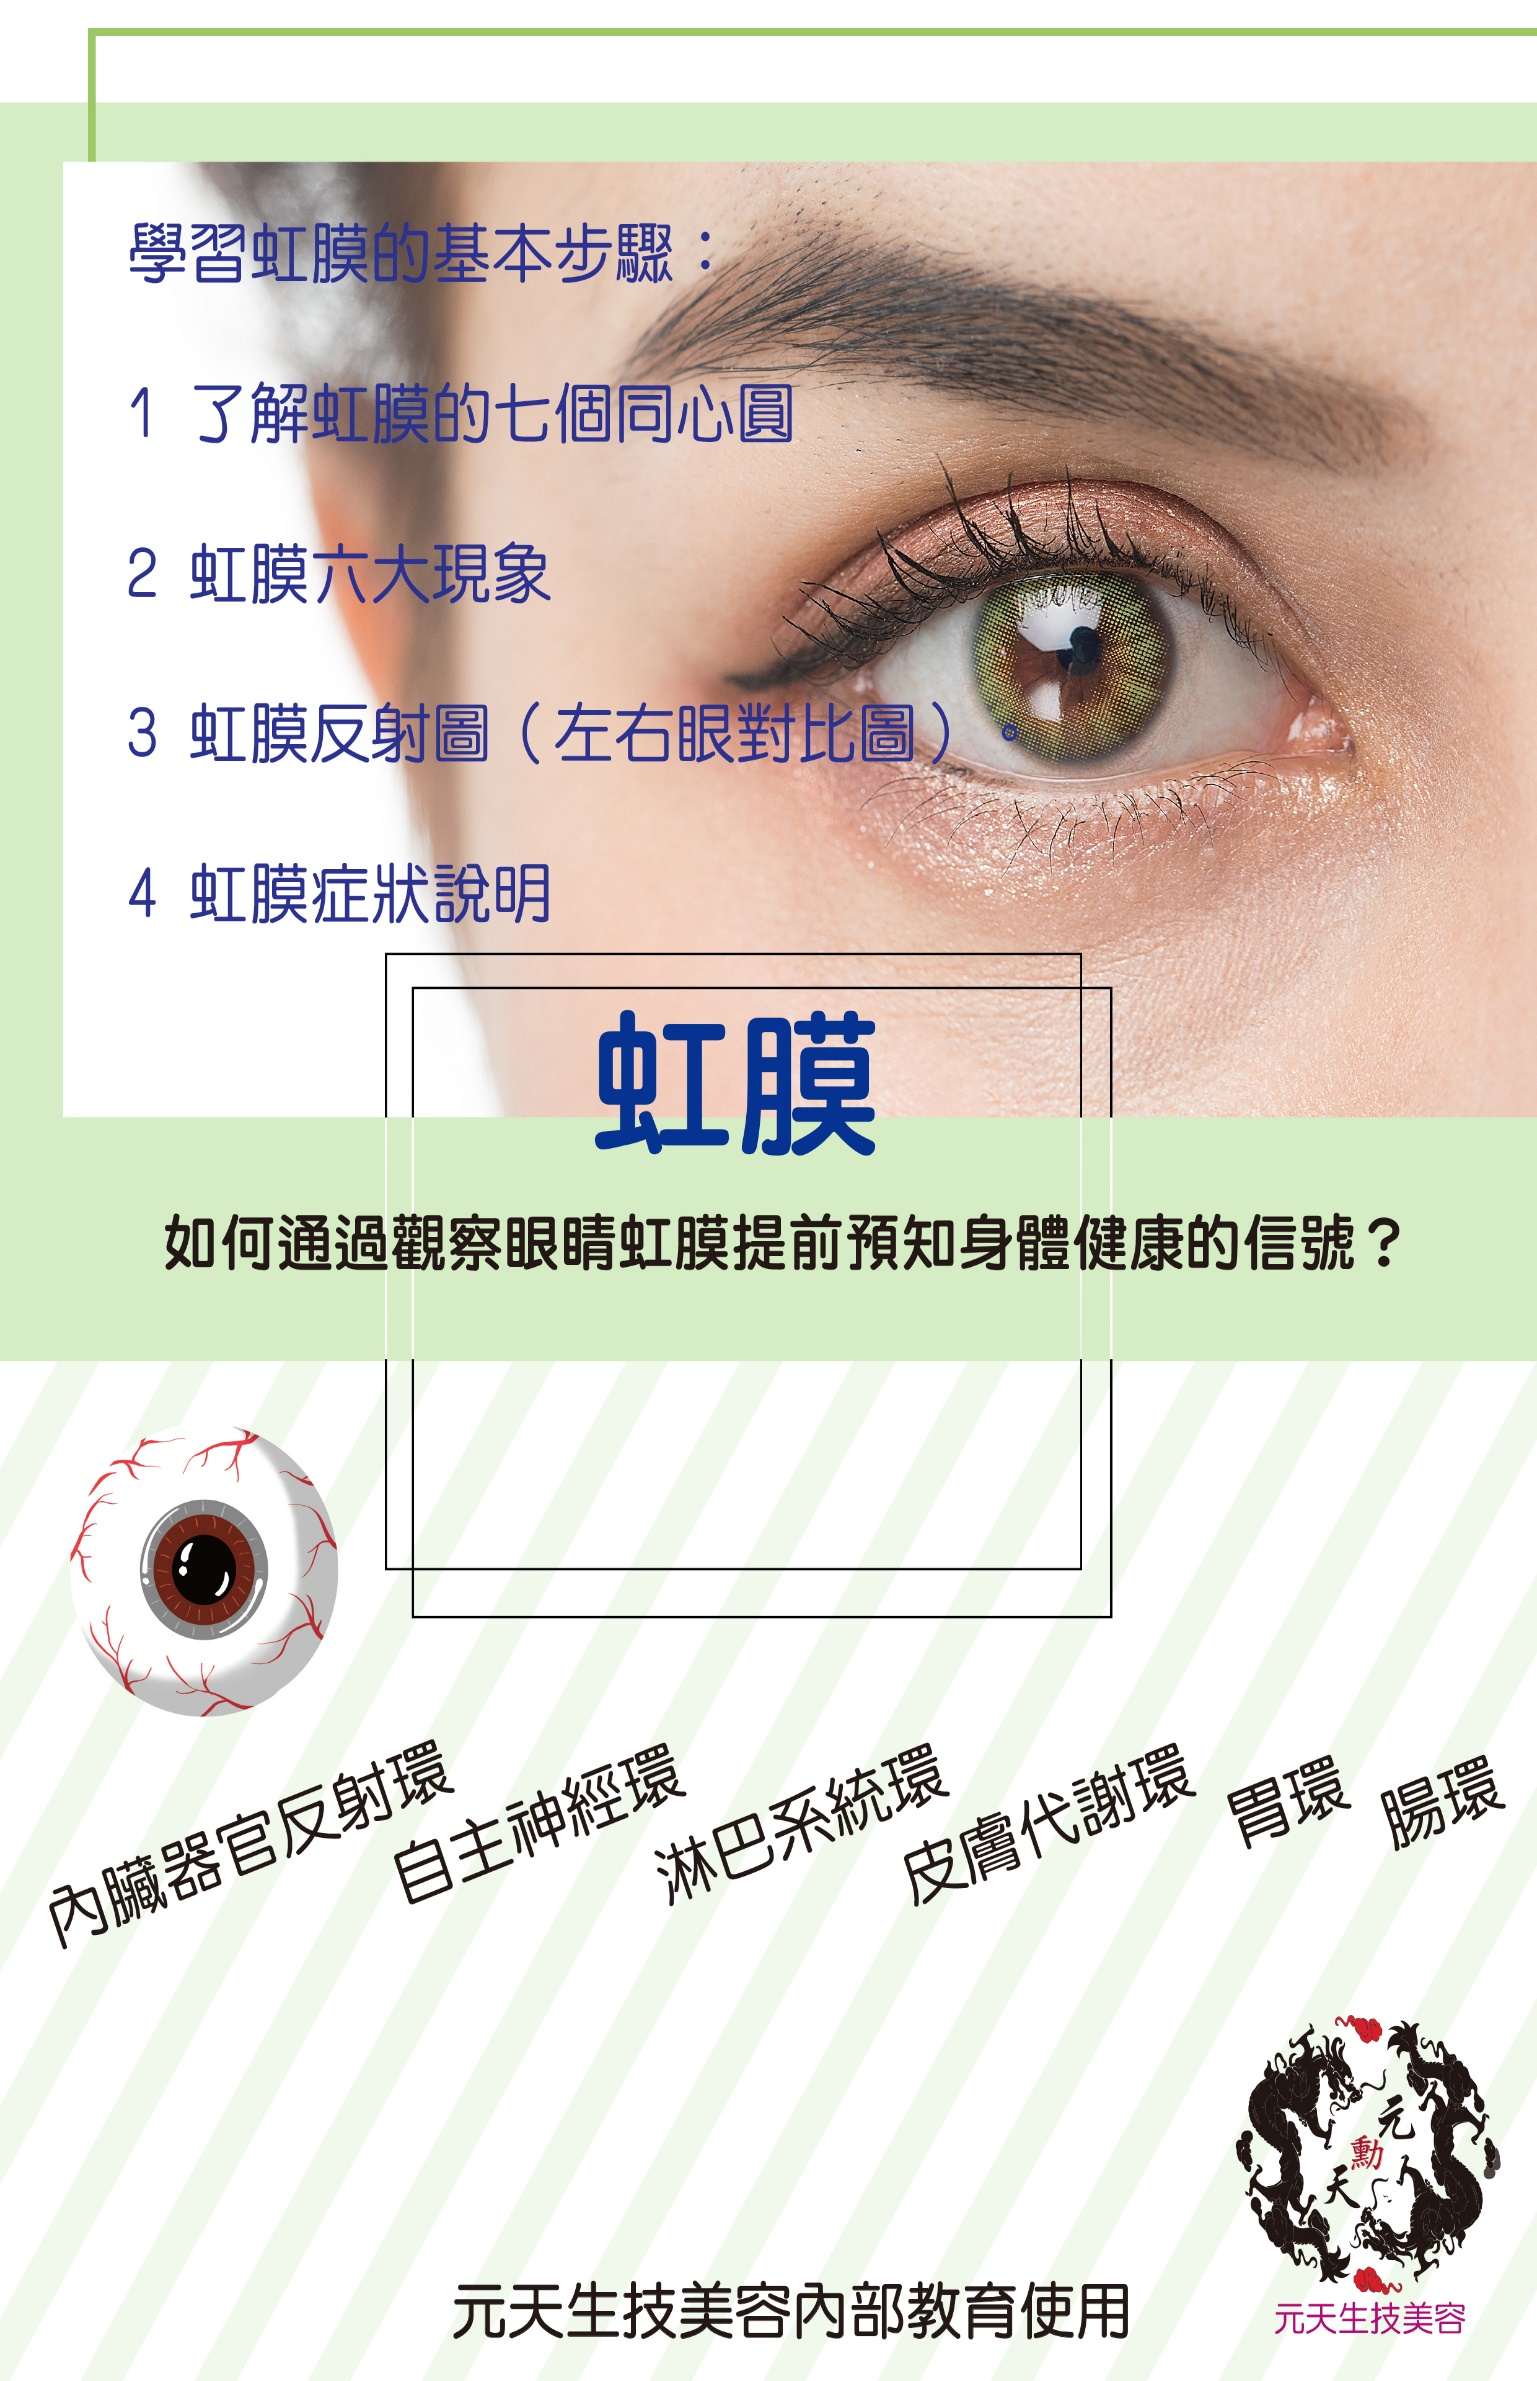 學習虹膜的基本步驟：
1 了解虹膜的七個同心圓
2 虹膜六大現象
3 虹膜反射圖（左右眼對比圖）。
4 虹膜症狀說明
虹膜
如何通過觀察眼睛虹膜提前預知身體健康的信號？
內臟器官反射環
自主神經環
淋巴系統環
皮膚代謝環
胃環
腸環
元
勳
天
元天生技美容
元天生技美容內部教育使用